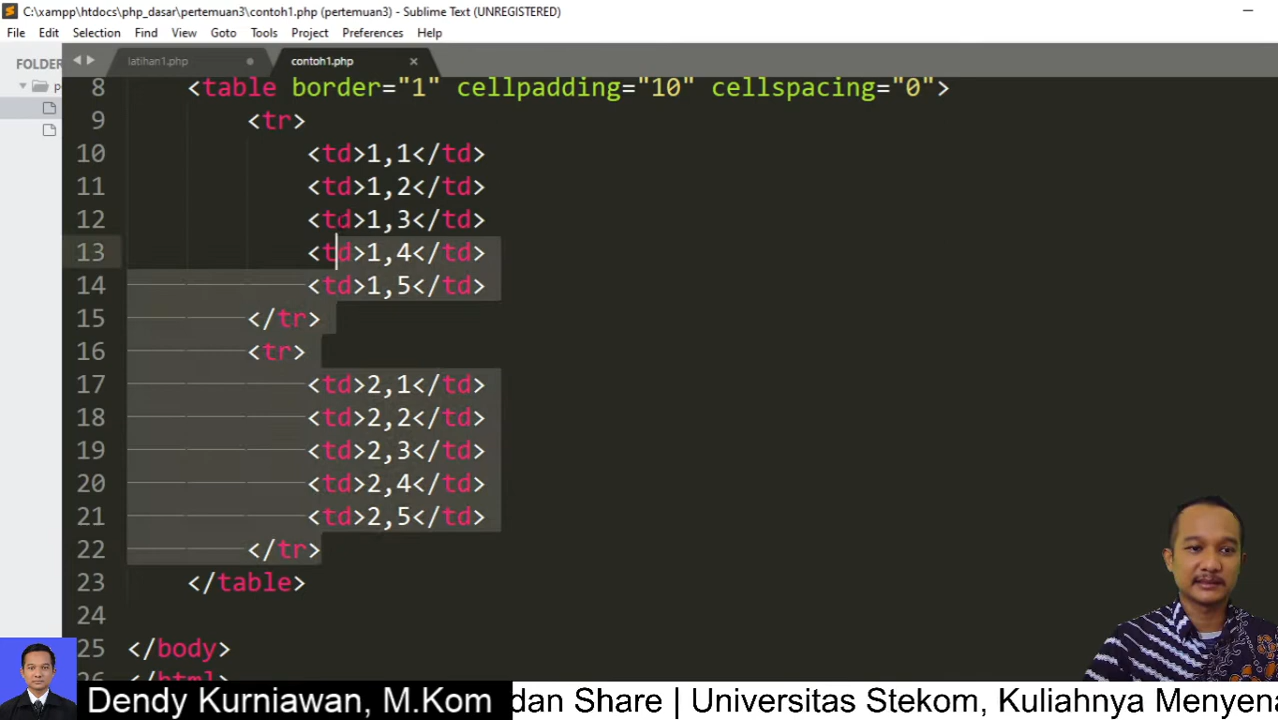 C:\xampp\htdocs\php_dasar\pertemuan3\contoh1.php (pertemuan3) - Sublime Text (UNREGISTERED)
File Edit Selection Find View Goto Tools Project Preferences Help
FOLDER latihan1.php contoh1.php
8 <table border="1" cellpadding="10" cellspacing="0">
9 <tr>
10 <td>1,1</td>
11 <td>1,2</td>
12 <td>1,3</td>
13 <td>1,4</td>
14 <td>1,5</td>
15 </tr>
16 <tr>
17 <td>2,1</td>
18 <td>2,2</td>
19 <td>2,3</td>
20 <td>2,4</td>
21 <td>2,5</td>
22 </tr>
23 </table>
24
25 </body>
26 </html>
Dendy Kurniawan, M.Kom dan Share | Universitas Stekom, Kuliahnya Menyena